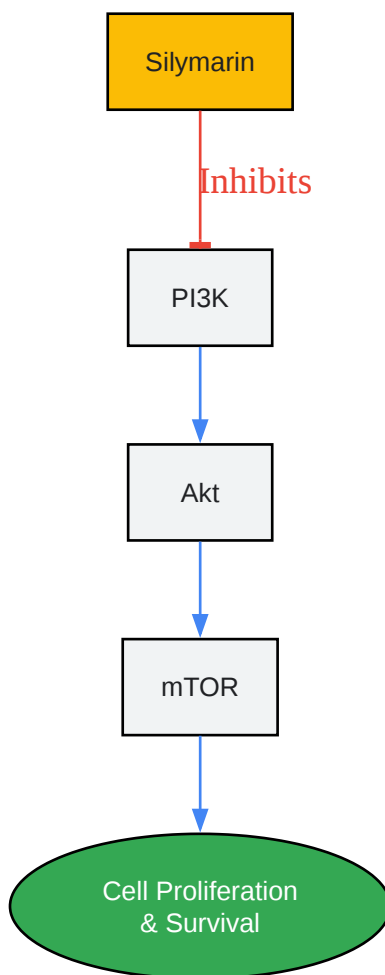 Silymarin
Inhibits
PI3K
Akt
mTOR
Cell Proliferation
& Survival